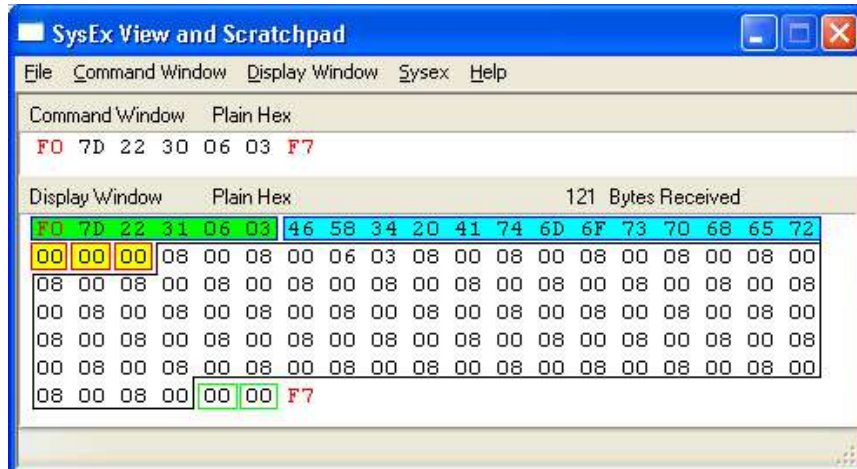 SysEx View and Scratchpad
File Command Window Display Window Sysex Help
Command Window Plain Hex
F0 7D 22 30 06 03 F7
Display Window Plain Hex 121 Bytes Received
F0 7D 22 31 06 03 46 58 34 20 41 74 6D 6F 73 70 68 65 72
00 00 00 08 00 08 00 06 03 08 00 08 00 08 00 08 00 08 00
08 00 08 00 08 00 08 00 08 00 08 00 08 00 08 00 08 00 08
00 08 00 08 00 08 00 08 00 08 00 08 00 08 00 08 00 08 00
08 00 08 00 08 00 08 00 08 00 08 00 08 00 08 00 08 00 08
00 08 00 08 00 08 00 08 00 08 00 08 00 08 00 08 00 08 00
08 00 08 00 00 00 F7